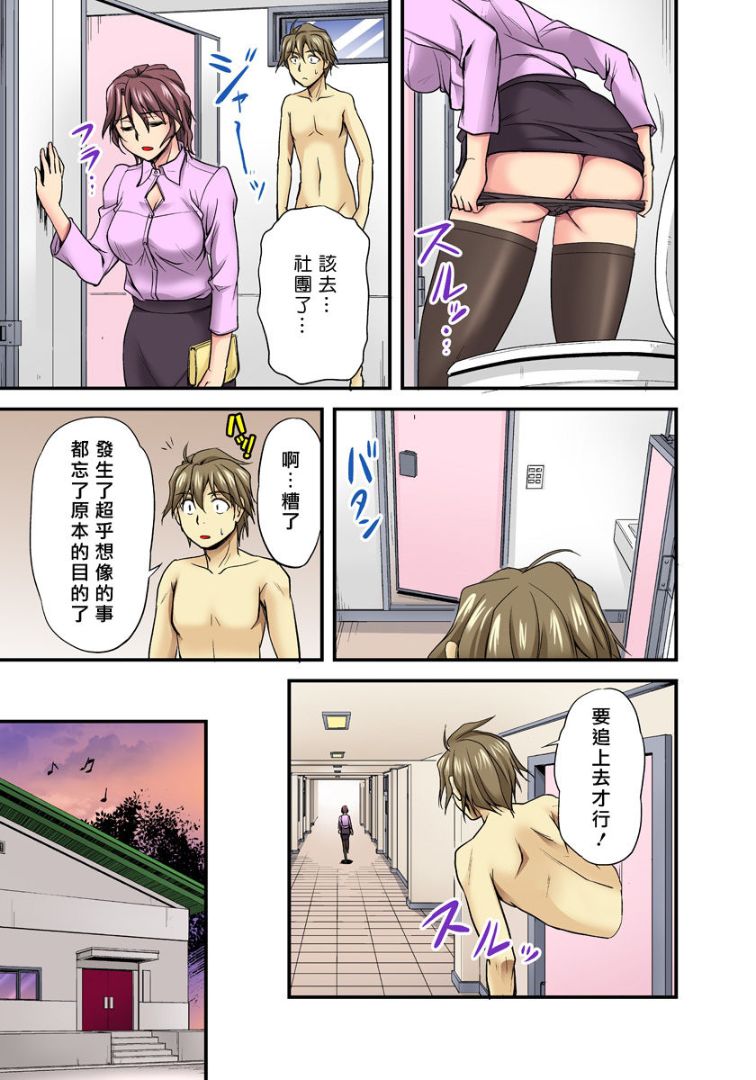 スルッ…
ジャーッ
フラ…
該去…
社團了…
バタン
ハッ!
啊…糟了
發生了超乎想像的事
都忘了原本的目的了
要追上去才行！
スルッ